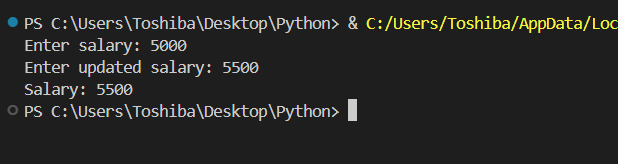 PS C:\Users\Toshiba\Desktop\Python> & C:/Users/Toshiba/AppData/Loc
Enter salary: 5000
Enter updated salary: 5500
Salary: 5500
PS C:\Users\Toshiba\Desktop\Python>